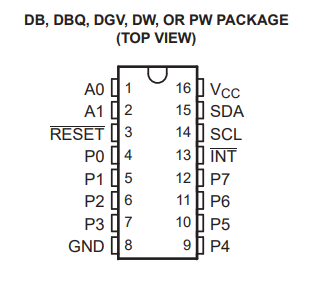 DB, DBQ, DGV, DW, OR PW PACKAGE
(TOP VIEW)
A0 1 16 VCC
A1 2 15 SDA
RESET 3 14 SCL
P0 4 13 INT
P1 5 12 P7
P2 6 11 P6
P3 7 10 P5
GND 8 9 P4